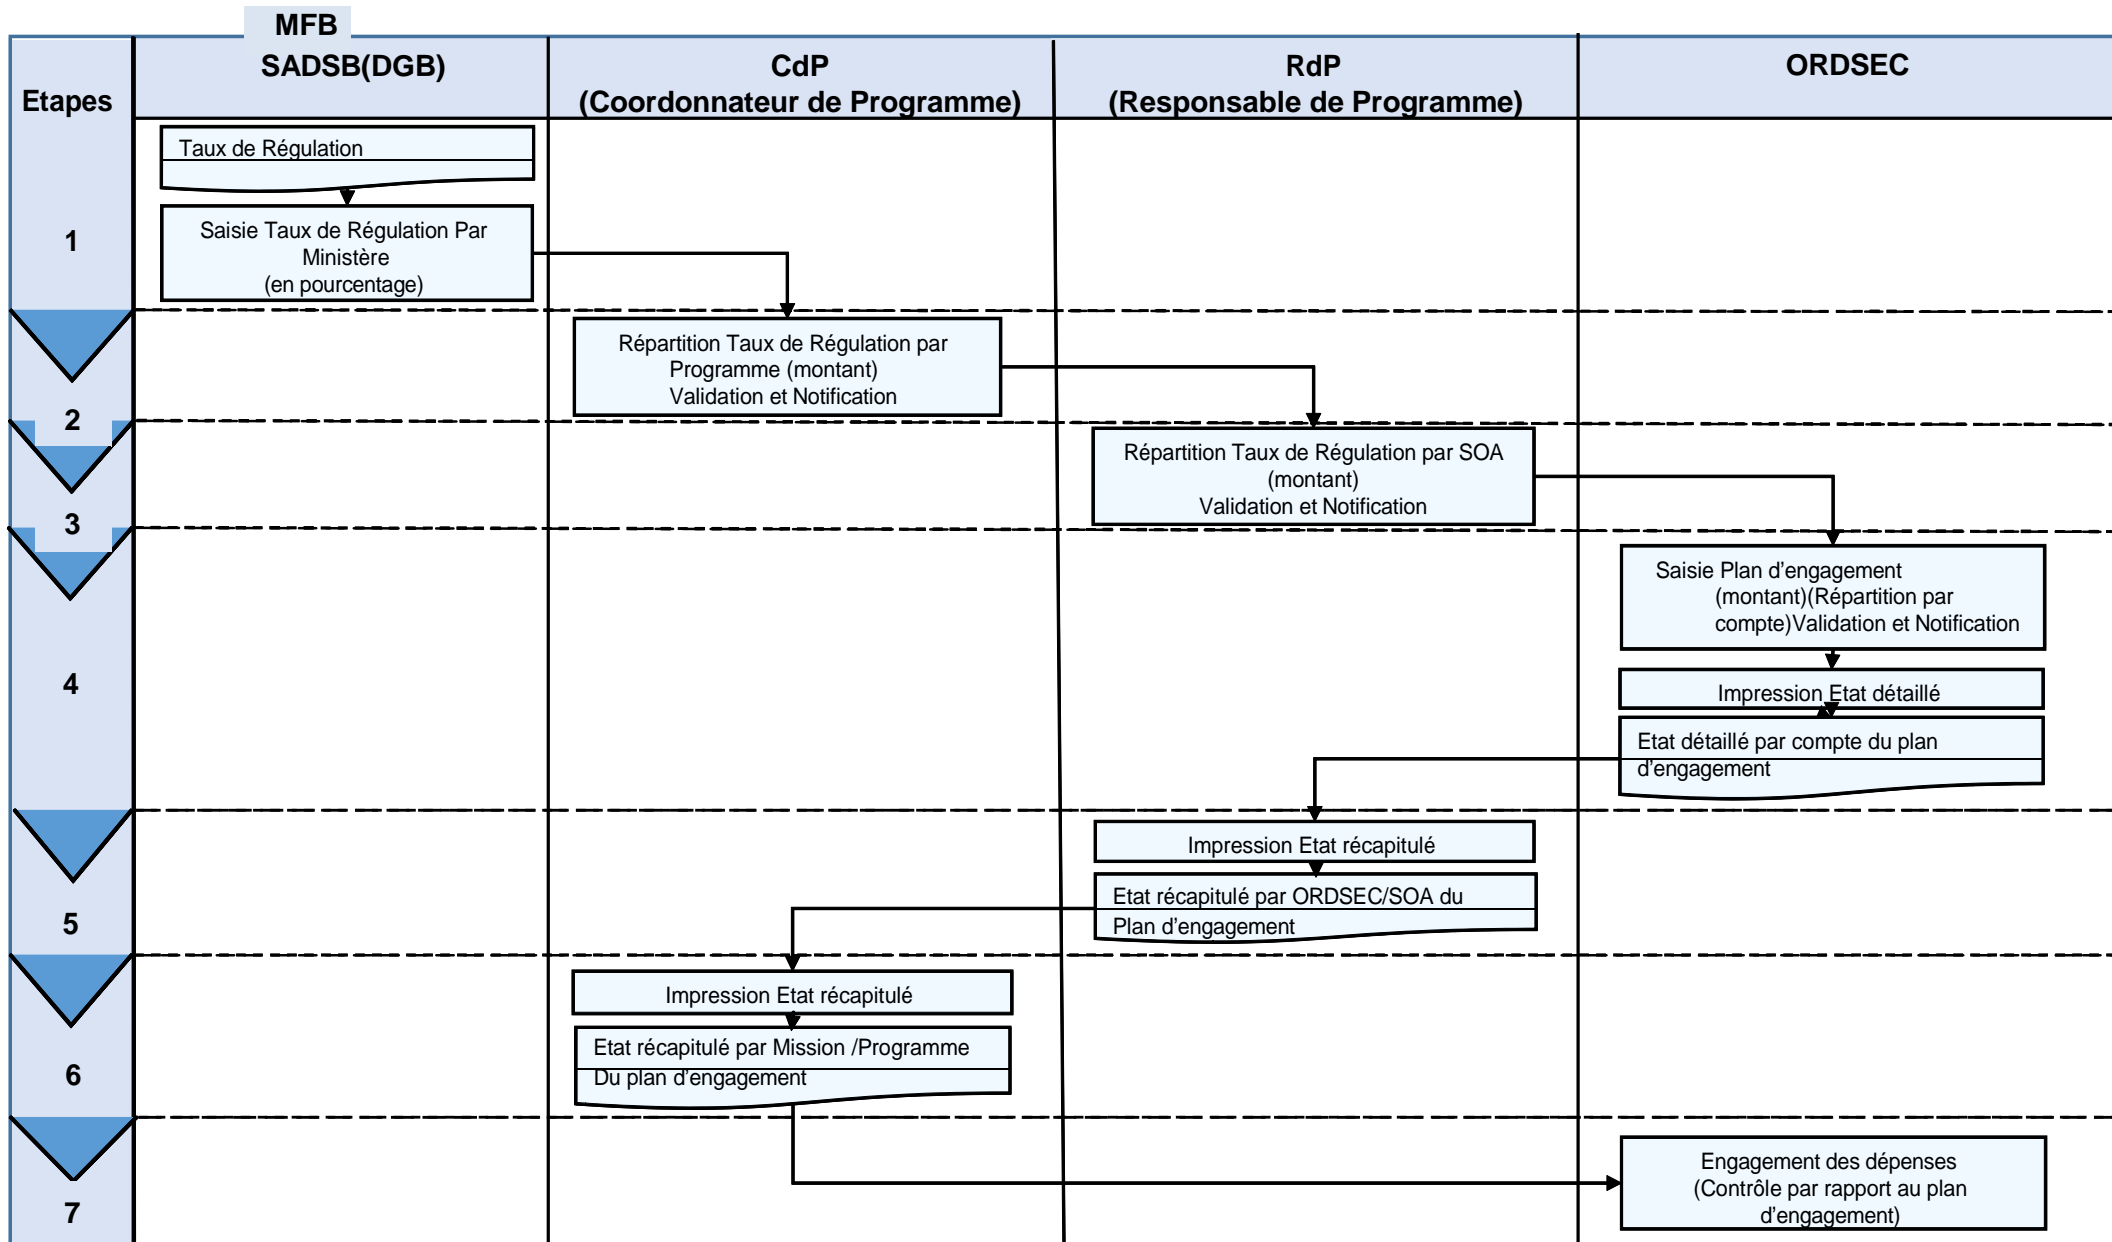 MFB
SADSB(DGB)
CdP
(Coordonnateur de Programme)
RdP
(Responsable de Programme)
ORDSEC
Etapes
Taux de Régulation
1
Saisie Taux de Régulation Par
Ministère
(en pourcentage)
Répartition Taux de Régulation par
Programme (montant)
Validation et Notification
2
Répartition Taux de Régulation par SOA
(montant)
Validation et Notification
3
Saisie Plan d’engagement
(montant)(Répartition par
compte)Validation et Notification
4
Impression Etat détaillé
Etat détaillé par compte du plan
d’engagement
Impression Etat récapitulé
5
Etat récapitulé par ORDSEC/SOA du
Plan d’engagement
Impression Etat récapitulé
6
Etat récapitulé par Mission /Programme
Du plan d’engagement
7
Engagement des dépenses
(Contrôle par rapport au plan
d’engagement)